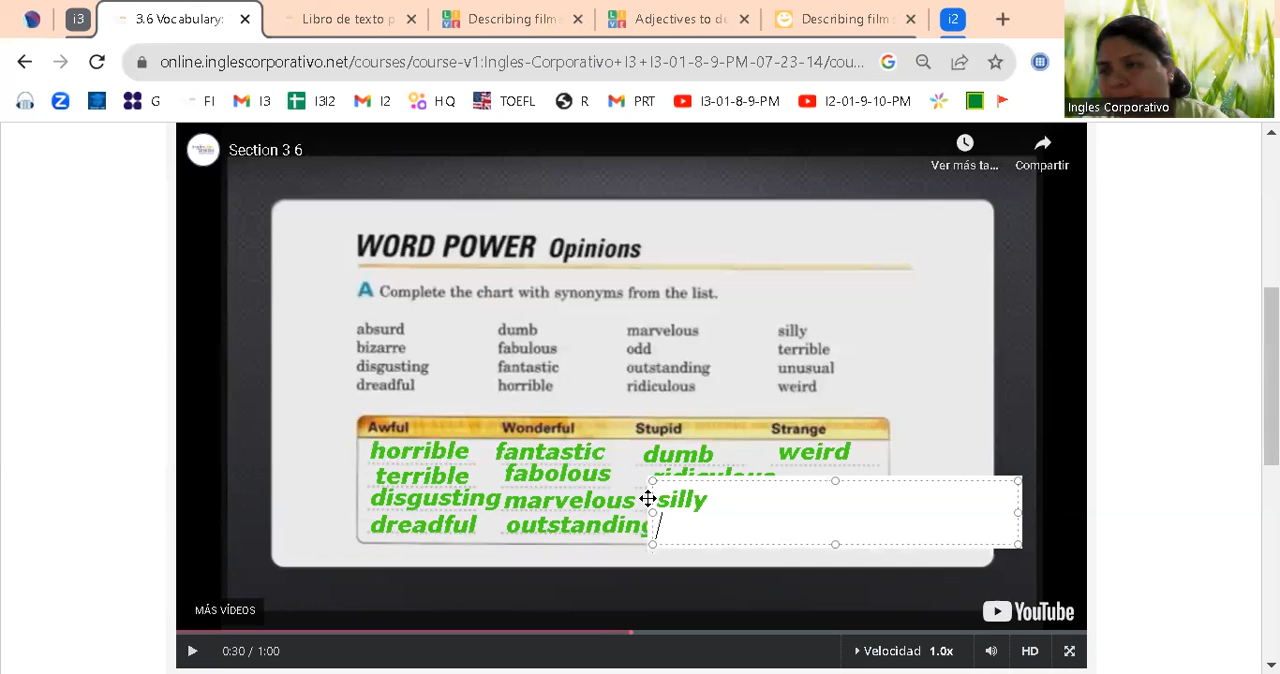 i3
3.6 Vocabulary:
Libro de texto p
Describing film
Adjectives to de
Describing film
i2
online.inglescorporativo.net/courses/course-v1:Ingles-Corporativo+I3+I3-01-8-9-PM-07-23-14/cou...
G
FI
I3
I3I2
I2
HQ
TOEFL
R
PRT
I3-01-8-9-PM
I2-01-9-10-PM
Ingles Corporativo
Section 3 6
Ver más ta...
Compartir
WORD POWER Opinions
A Complete the chart with synonyms from the list.
absurd dumb marvelous silly
bizarre fabulous odd terrible
disgusting fantastic outstanding unusual
dreadful horrible ridiculous weird
Awful Wonderful Stupid Strange
horrible fantastic dumb weird
terrible fabolous ridiculous
disgusting marvelous silly
dreadful outstanding
MÁS VÍDEOS
YouTube
0:30 / 1:00
Velocidad 1.0x
HD